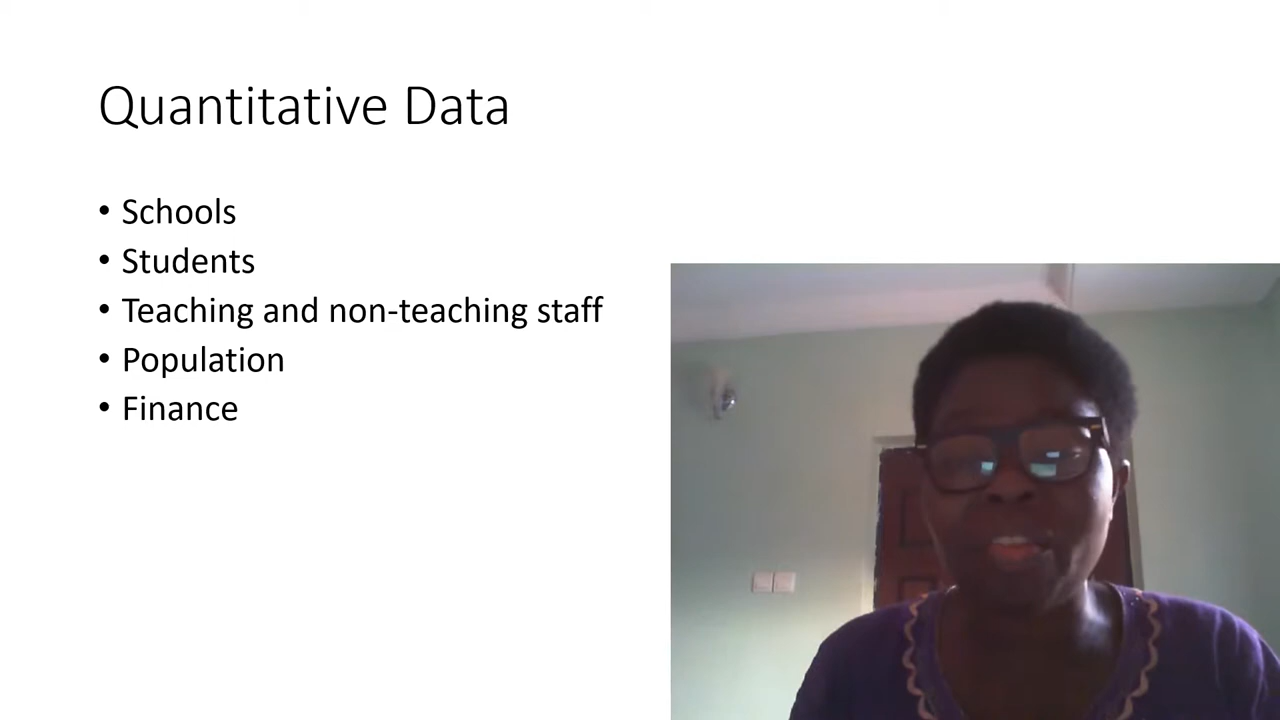 Quantitative Data
• Schools
• Students
• Teaching and non-teaching staff
• Population
• Finance